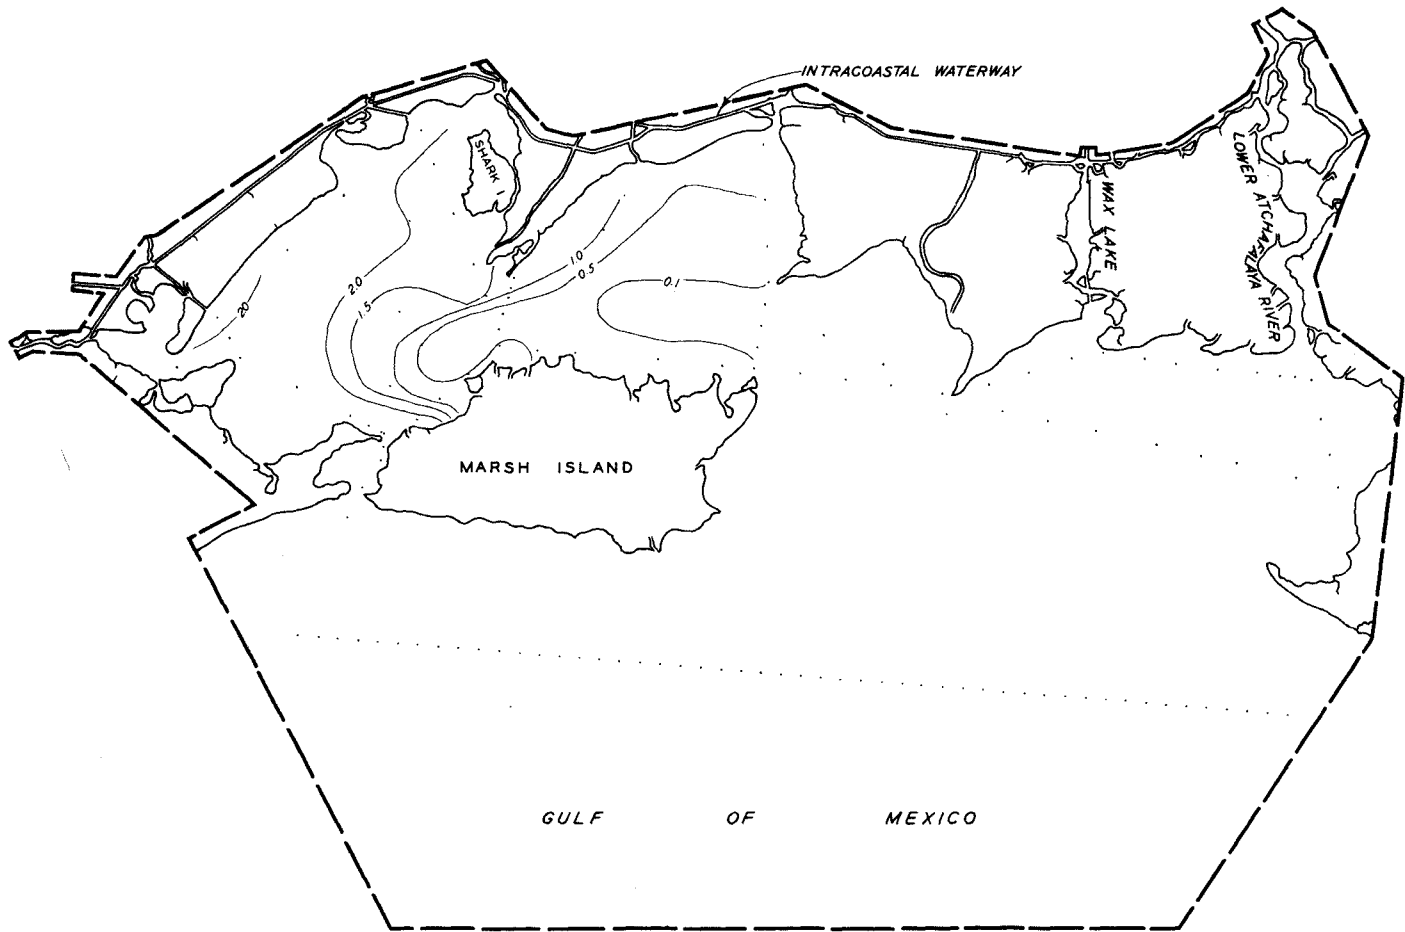 INTRACOASTAL WATERWAY
SHARK I
LOWER ATCHAFALAYA RIVER
WAX LAKE
1.0
0.5
2.0
0.1
1.5
20
MARSH ISLAND
GULF OF MEXICO